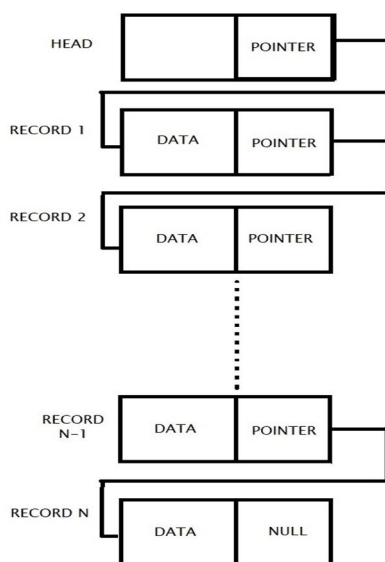 HEAD
POINTER
RECORD 1
DATA
POINTER
RECORD 2
DATA
POINTER
RECORD
N-1
DATA
POINTER
RECORD N
DATA
NULL